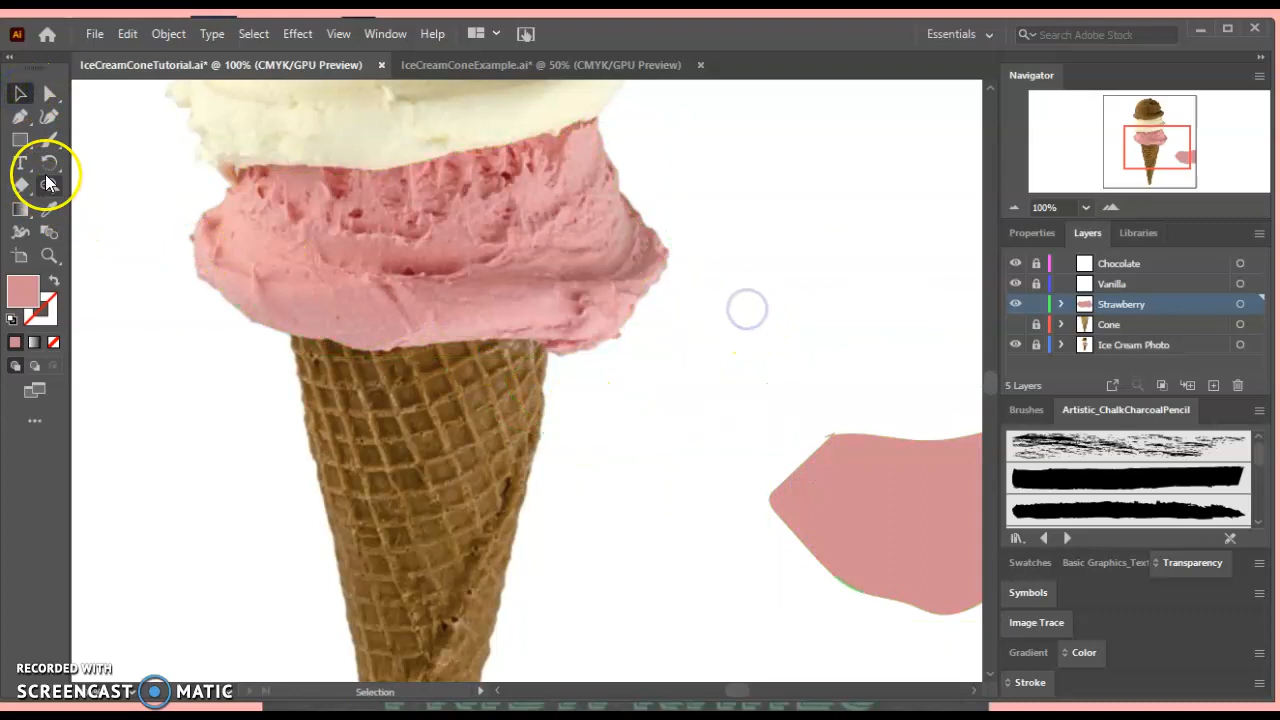 Ai File Edit Object Type Select Effect View Window Help Essentials Search Adobe Stock
IceCreamConeTutorial.ai* @ 100% (CMYK/GPU Preview) × IceCreamConeExample.ai* @ 50% (CMYK/GPU Preview) ×
Navigator
100%
Properties Layers Libraries
Chocolate
Vanilla
Strawberry
Cone
Ice Cream Photo
5 Layers
Brushes Artistic_ChalkCharcoalPencil
Swatches Basic Graphics_Text Transparency
Symbols
Image Trace
Gradient Color
Stroke
Selection
RECORDED WITH
SCREENCAST MATIC